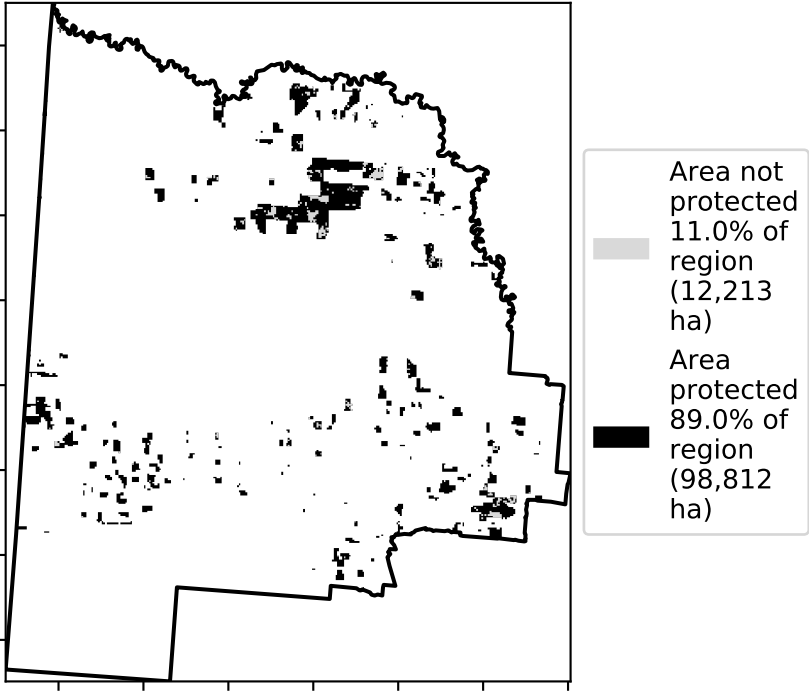 Area not
protected
11.0% of
region
(12,213
ha)
Area
protected
89.0% of
region
(98,812
ha)